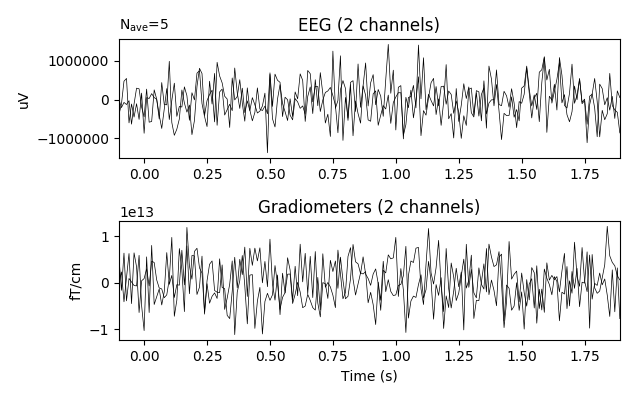 Nave=5
EEG (2 channels)
uV
1000000
0
−1000000
0.00 0.25 0.50 0.75 1.00 1.25 1.50 1.75
1e13
Gradiometers (2 channels)
fT/cm
1
0
−1
0.00 0.25 0.50 0.75 1.00 1.25 1.50 1.75
Time (s)